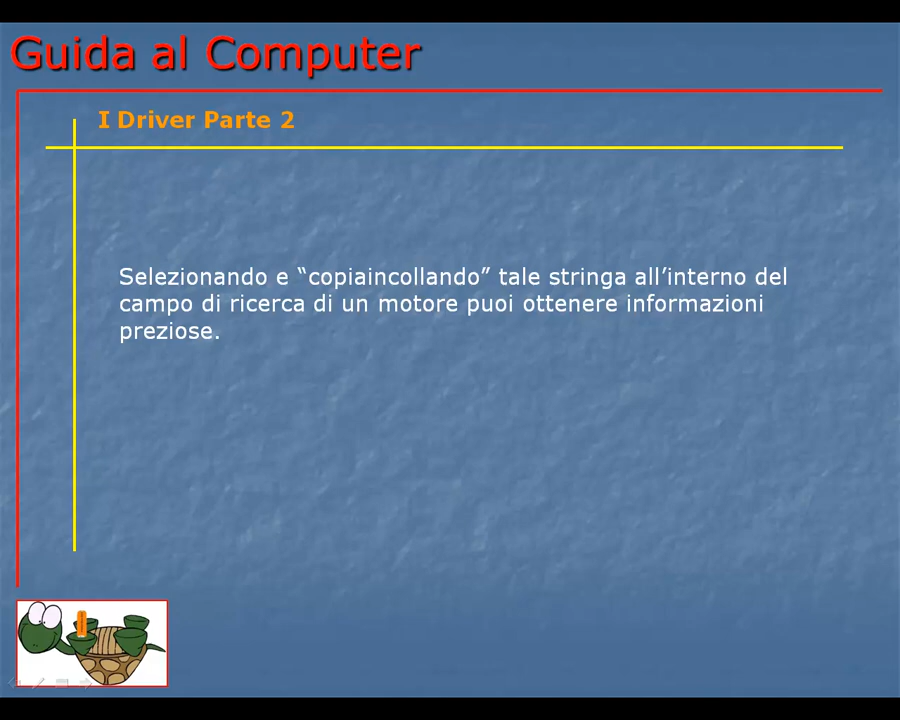 Guida al Computer
I Driver Parte 2
Selezionando e “copiaincollando” tale stringa all’interno del
campo di ricerca di un motore puoi ottenere informazioni
preziose.